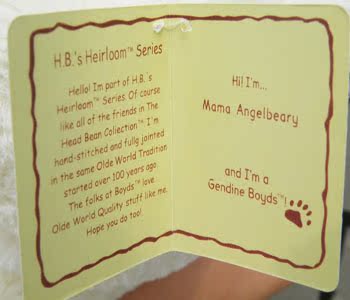 H.B.'s Heirloom™ Series
Hello! Im part of H.B.'s
Heirloom™ Series. Of course
like all of the friends in The
Head Bean Collection™ I'm
hand-stitched and fully jointed
in the same Olde World Tradition
started over 100 years ago.
The folks at Boyds™ love
Olde World Quality stuff like me.
Hope you do too!
Hi! I'm...
Mama Angelbeary
and I'm a
Gendine Boyds™!